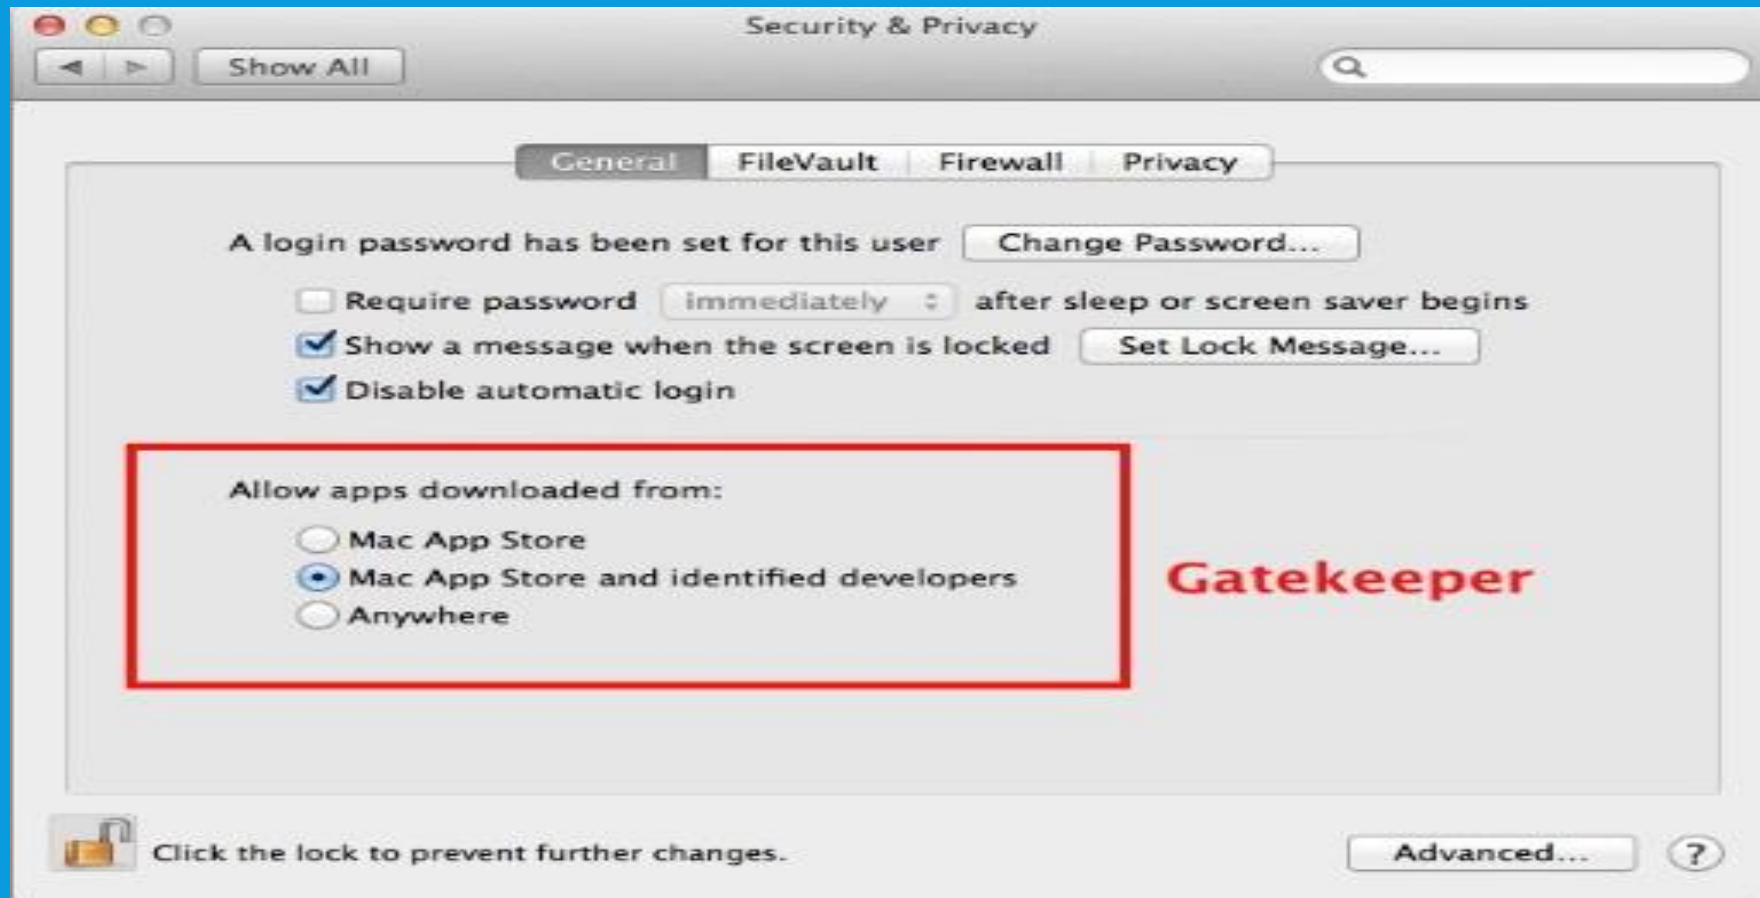 Security & Privacy
Show All
General FileVault Firewall Privacy
A login password has been set for this user Change Password...
Require password immediately after sleep or screen saver begins
Show a message when the screen is locked Set Lock Message...
Disable automatic login
Allow apps downloaded from:
Mac App Store
Mac App Store and identified developers
Anywhere
Gatekeeper
Click the lock to prevent further changes.
Advanced... ?